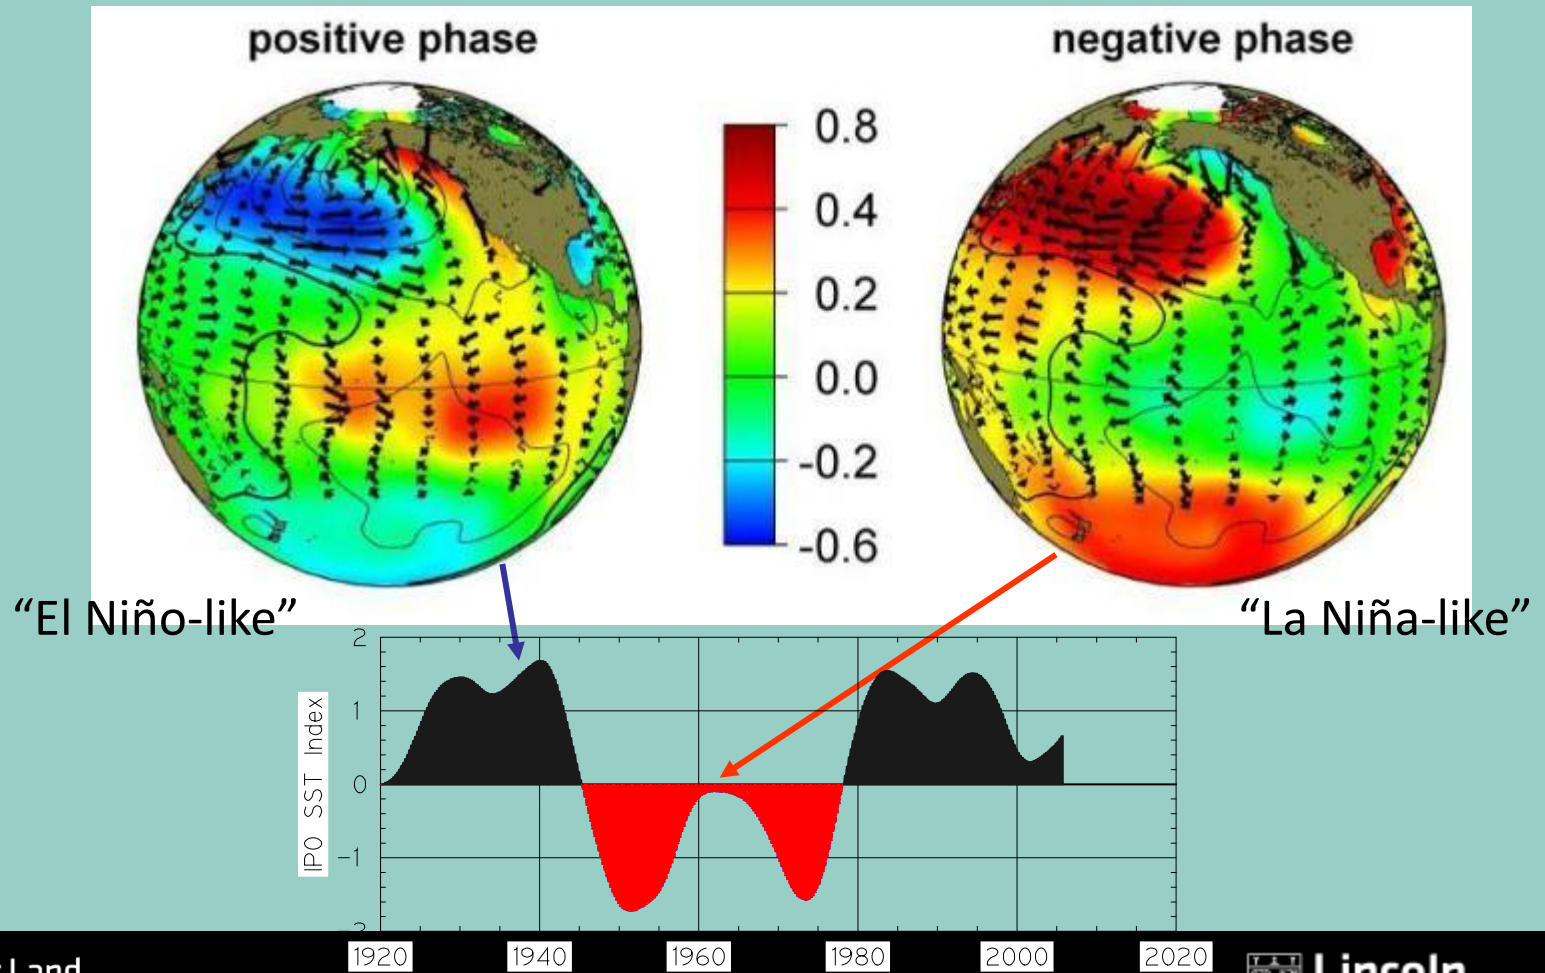 positive phase
negative phase
0.8
0.4
0.2
0.0
-0.2
-0.6
“El Niño-like”
“La Niña-like”
IPO SST Index
2
1
0
-1
1920
1940
1960
1980
2000
2020
Land
Lincoln